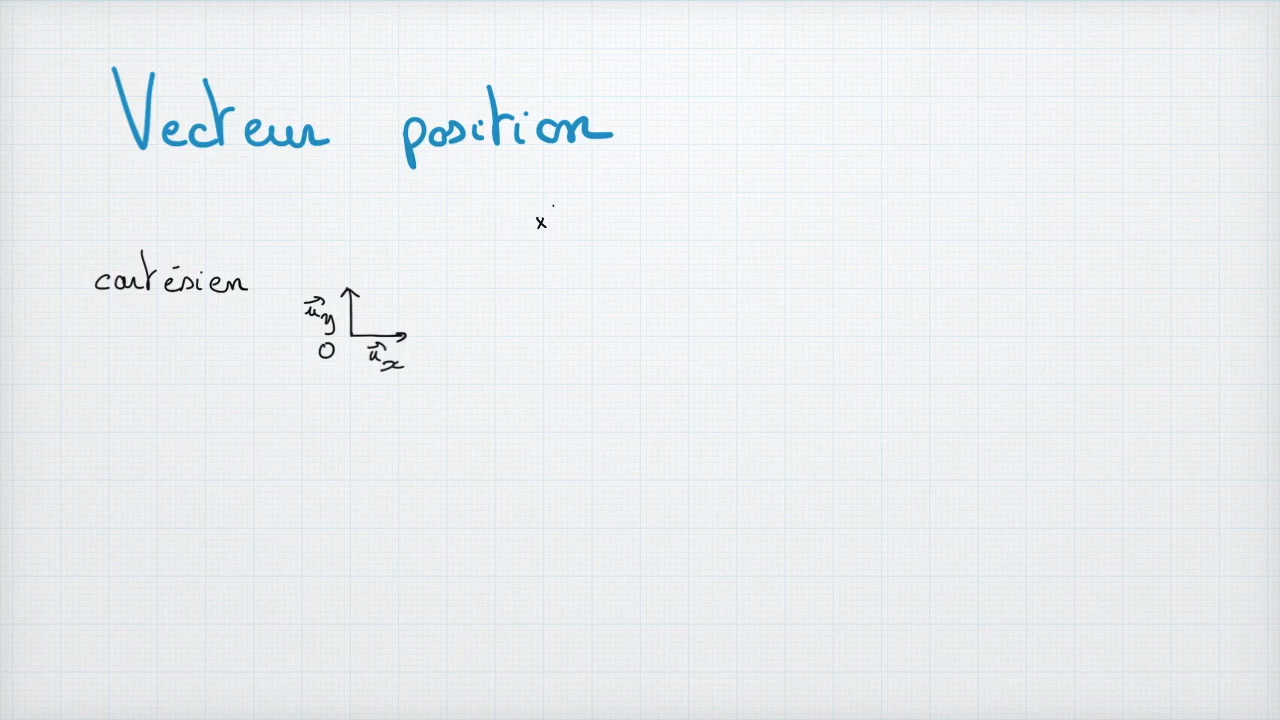 Vecteur position
x
cartésien
u⃗y
O u⃗x